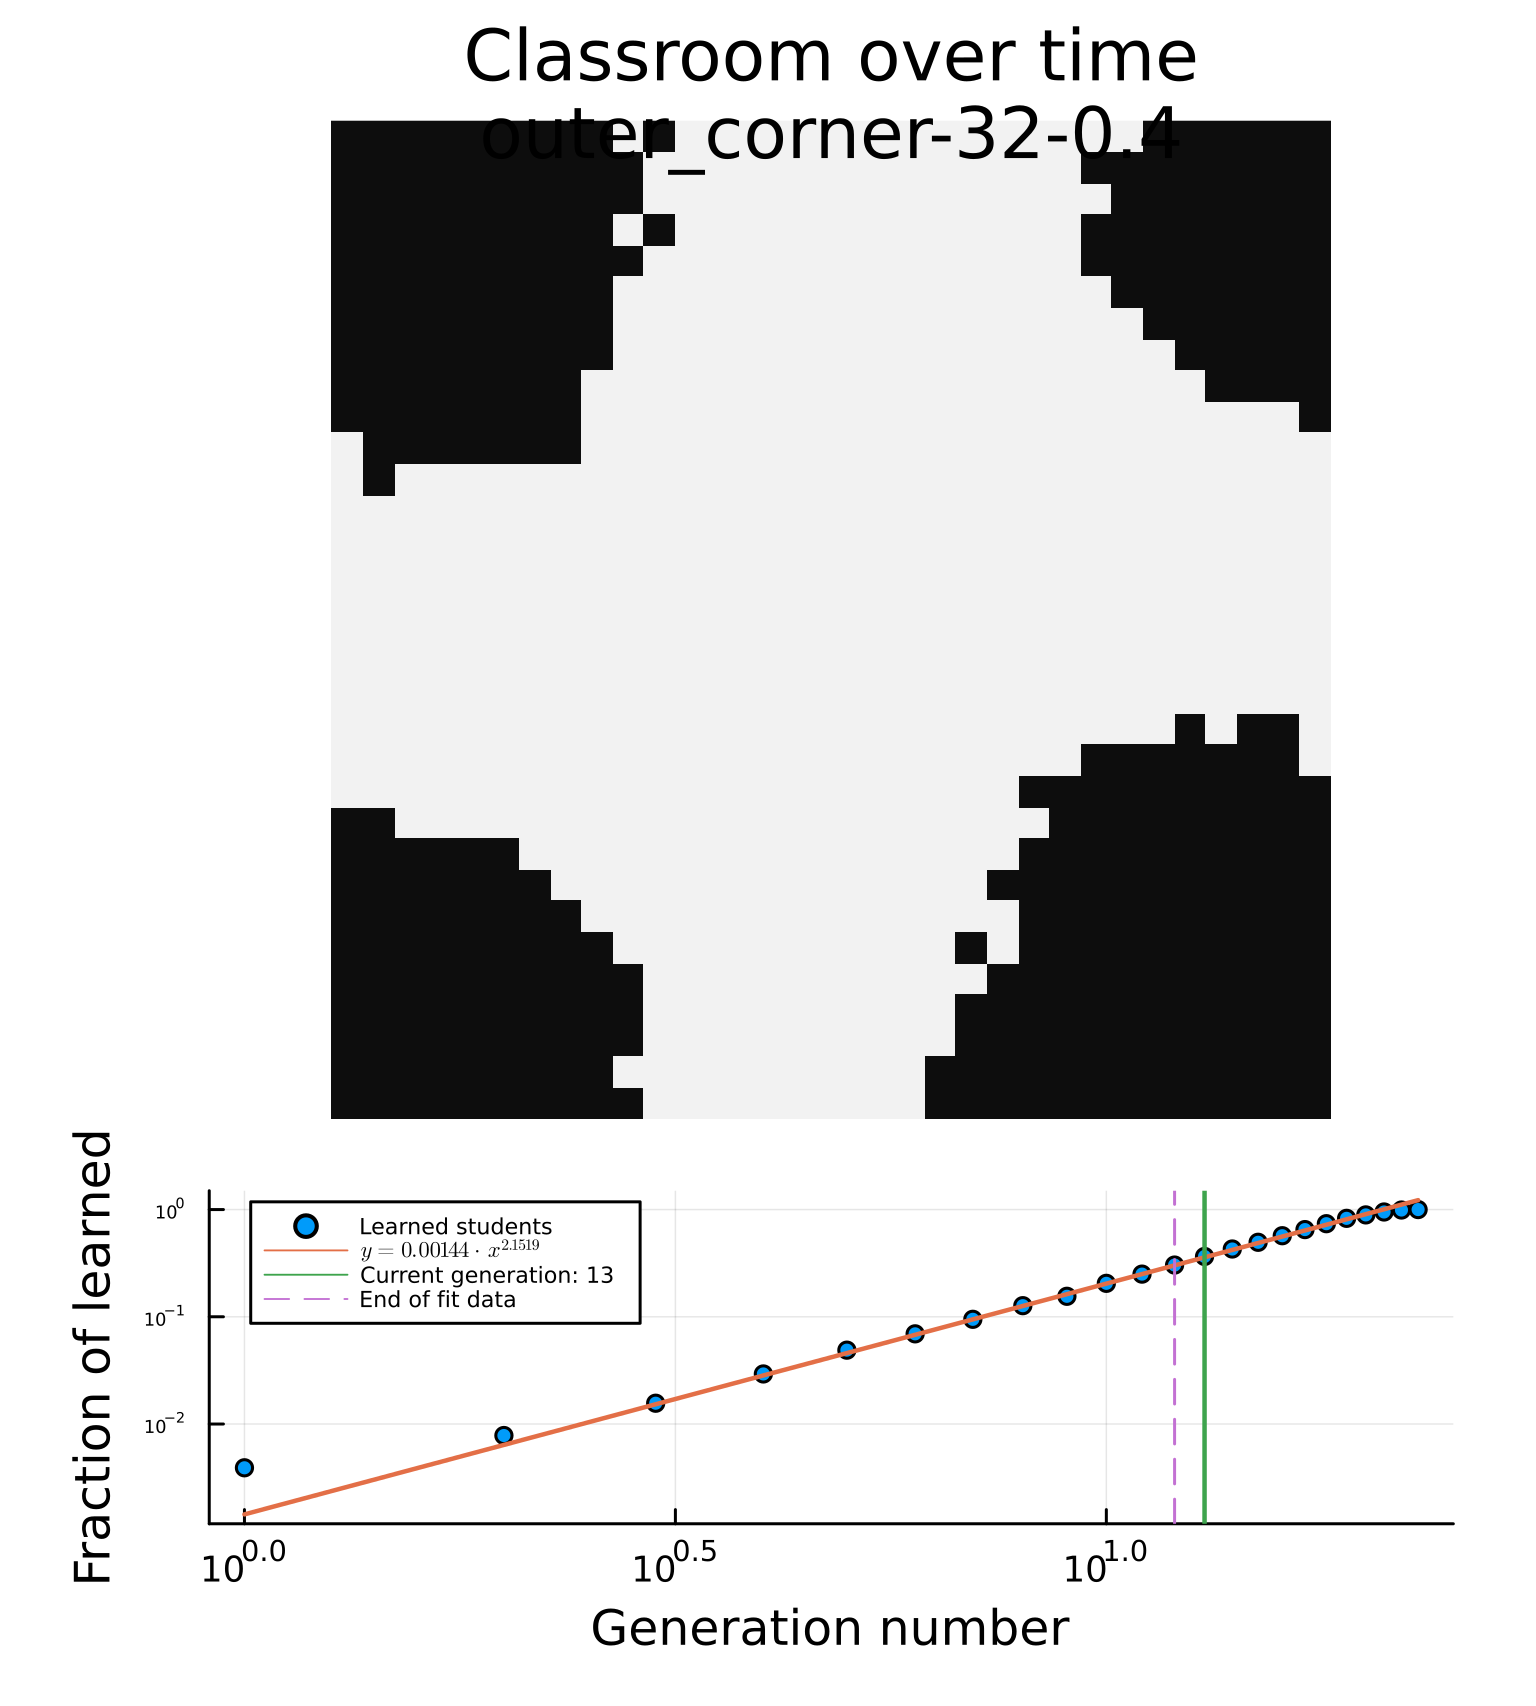 Classroom over time
outer_corner-32-0.4
Fraction of learned
10^0
10^−1
10^−2
Learned students
y = 0.00144 · x^2.1519
Current generation: 13
End of fit data
10^0.0
10^0.5
10^1.0
Generation number